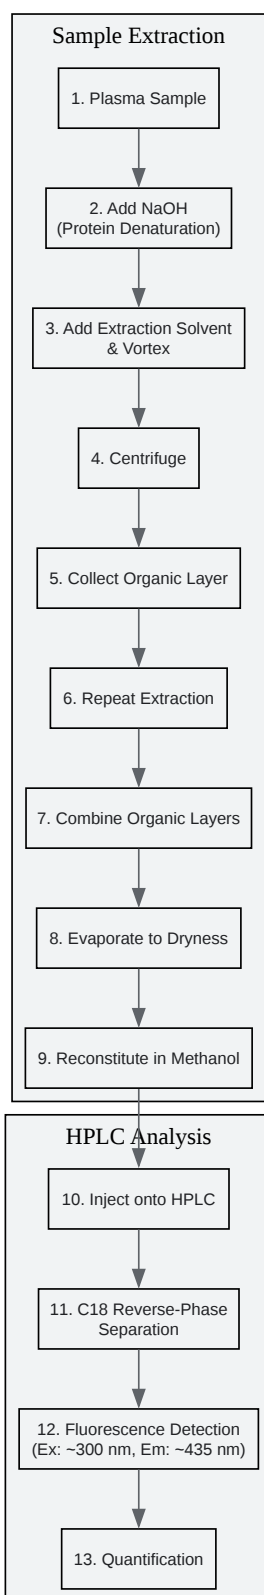 Sample Extraction
1. Plasma Sample
2. Add NaOH
(Protein Denaturation)
3. Add Extraction Solvent
& Vortex
4. Centrifuge
5. Collect Organic Layer
6. Repeat Extraction
7. Combine Organic Layers
8. Evaporate to Dryness
9. Reconstitute in Methanol
HPLC Analysis
10. Inject onto HPLC
11. C18 Reverse-Phase
Separation
12. Fluorescence Detection
(Ex: ~300 nm, Em: ~435 nm)
13. Quantification